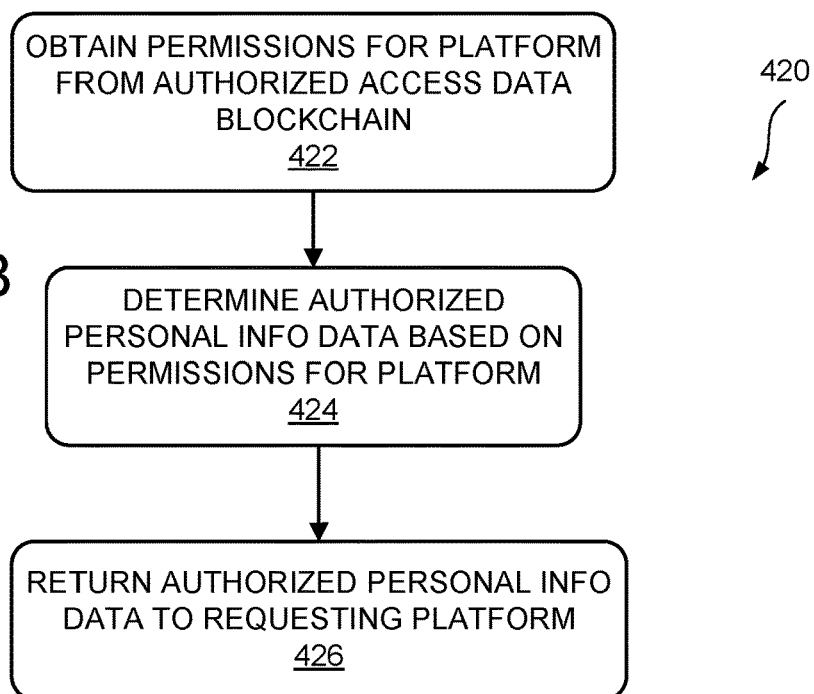 OBTAIN PERMISSIONS FOR PLATFORM
FROM AUTHORIZED ACCESS DATA
BLOCKCHAIN
422
420
B
DETERMINE AUTHORIZED
PERSONAL INFO DATA BASED ON
PERMISSIONS FOR PLATFORM
424
RETURN AUTHORIZED PERSONAL INFO
DATA TO REQUESTING PLATFORM
426